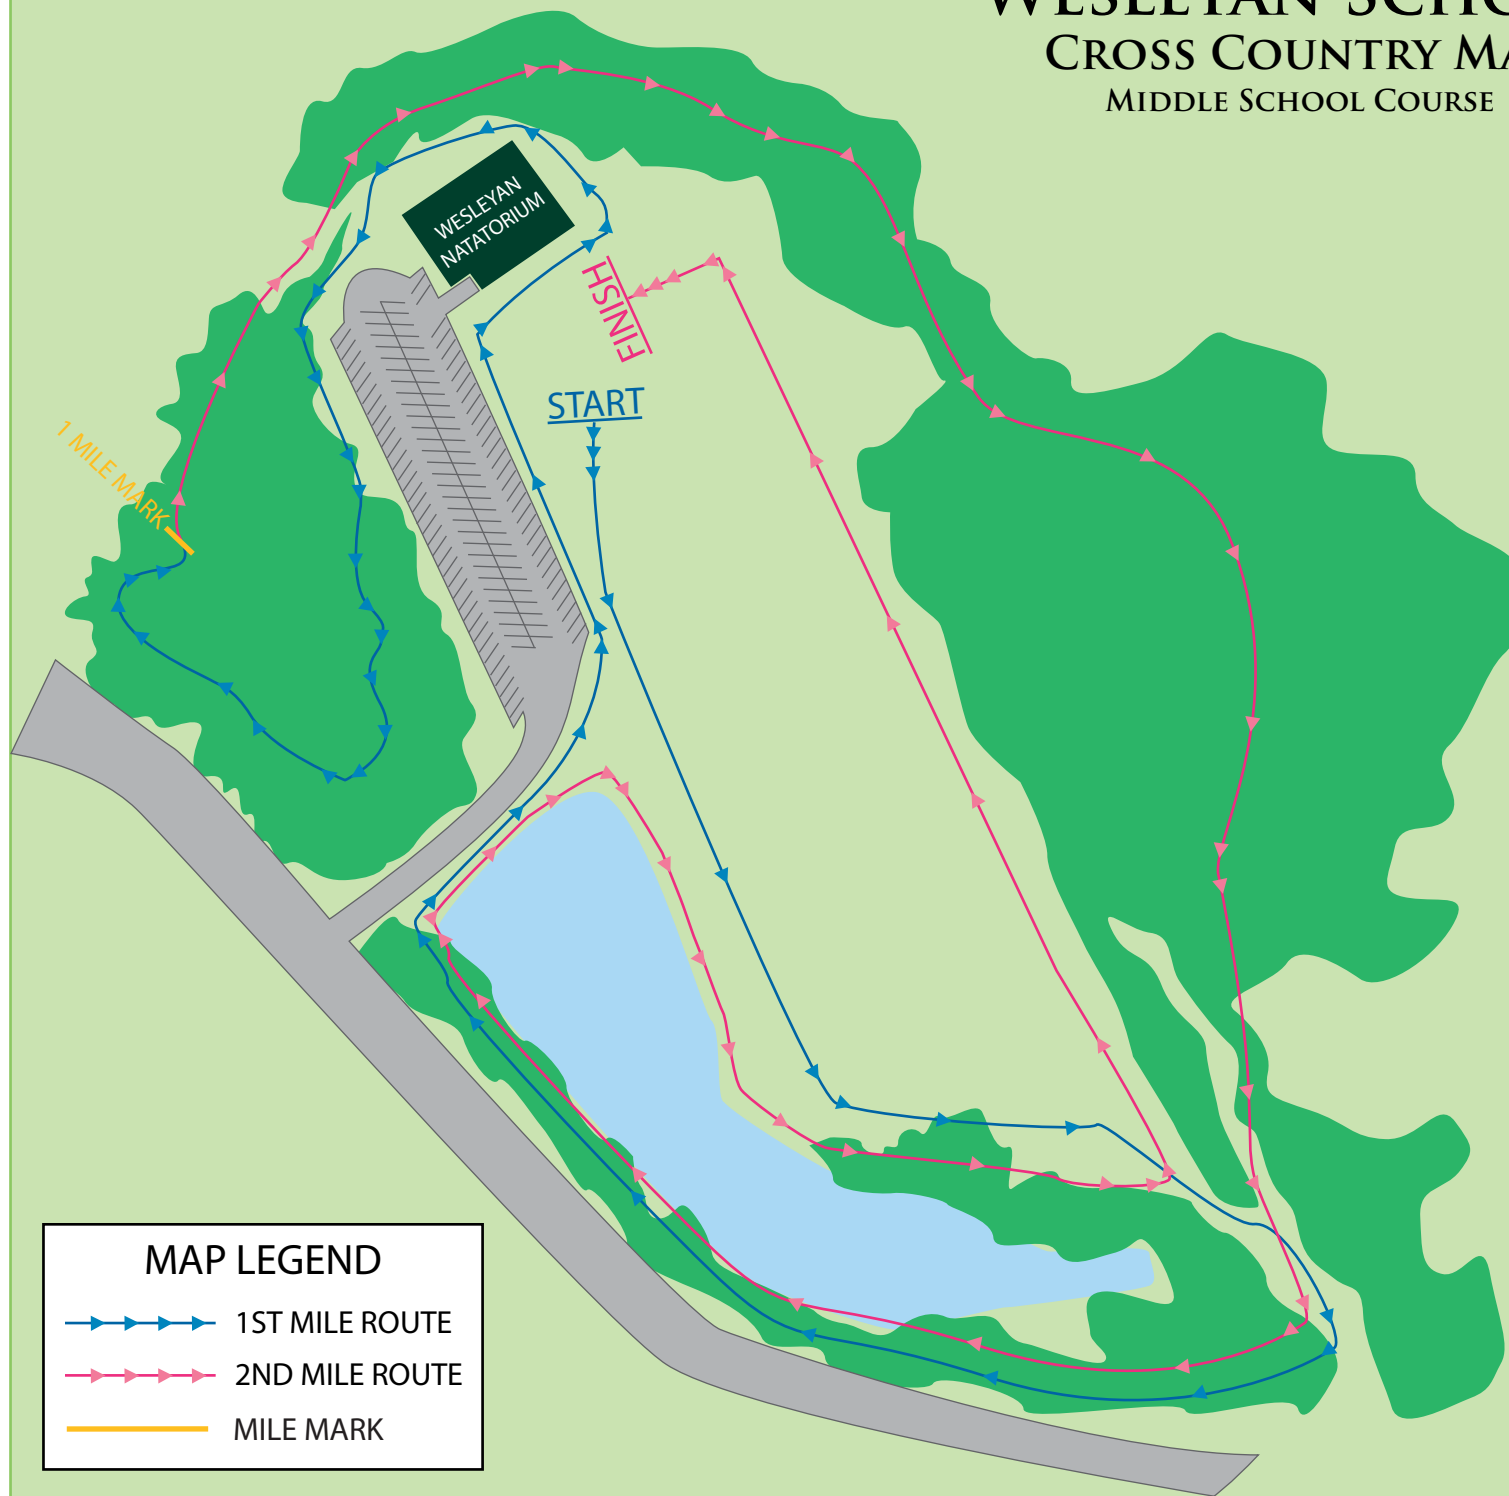 CROSS COUNTRY
MIDDLE SCHOOL COURSE
WESLEYAN
NATATORIUM
FINISH
START
1 MILE MARK
MAP LEGEND
1ST MILE ROUTE
2ND MILE ROUTE
MILE MARK